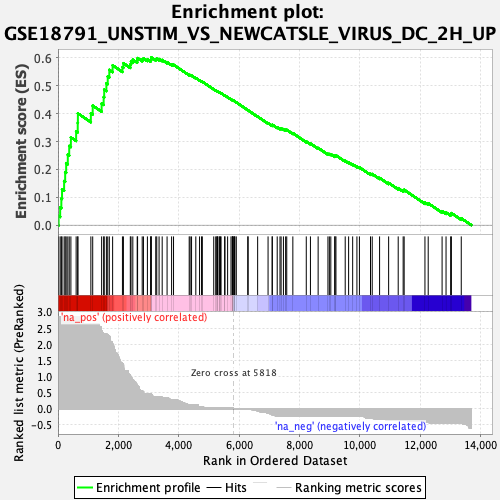 Enrichment plot:
GSE18791_UNSTIM_VS_NEWCATSLE_VIRUS_DC_2H_UP
Enrichment score (ES)
0.6
0.5
0.4
0.3
0.2
0.1
0.0
Ranked list metric (PreRanked)
3.0
2.5
2.0
1.5
1.0
0.5
0.0
-0.5
'na_pos' (positively correlated)
Zero cross at 5818
'na_neg' (negatively correlated)
0 2,000 4,000 6,000 8,000 10,000 12,000 14,000
Rank in Ordered Dataset
Enrichment profile Hits Ranking metric scores